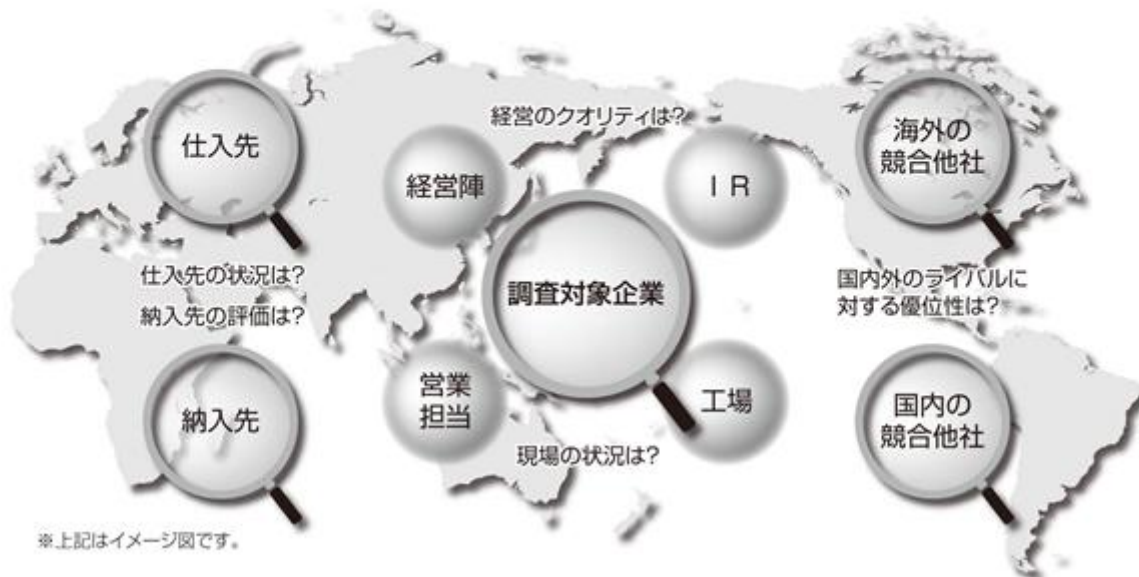 経営のクオリティは?
仕入先
経営陣
I R
海外の
競合他社
仕入先の状況は?
納入先の評価は?
調査対象企業
国内外のライバルに
対する優位性は?
納入先
営業
担当
工場
国内の
競合他社
現場の状況は?
※上記はイメージ図です。